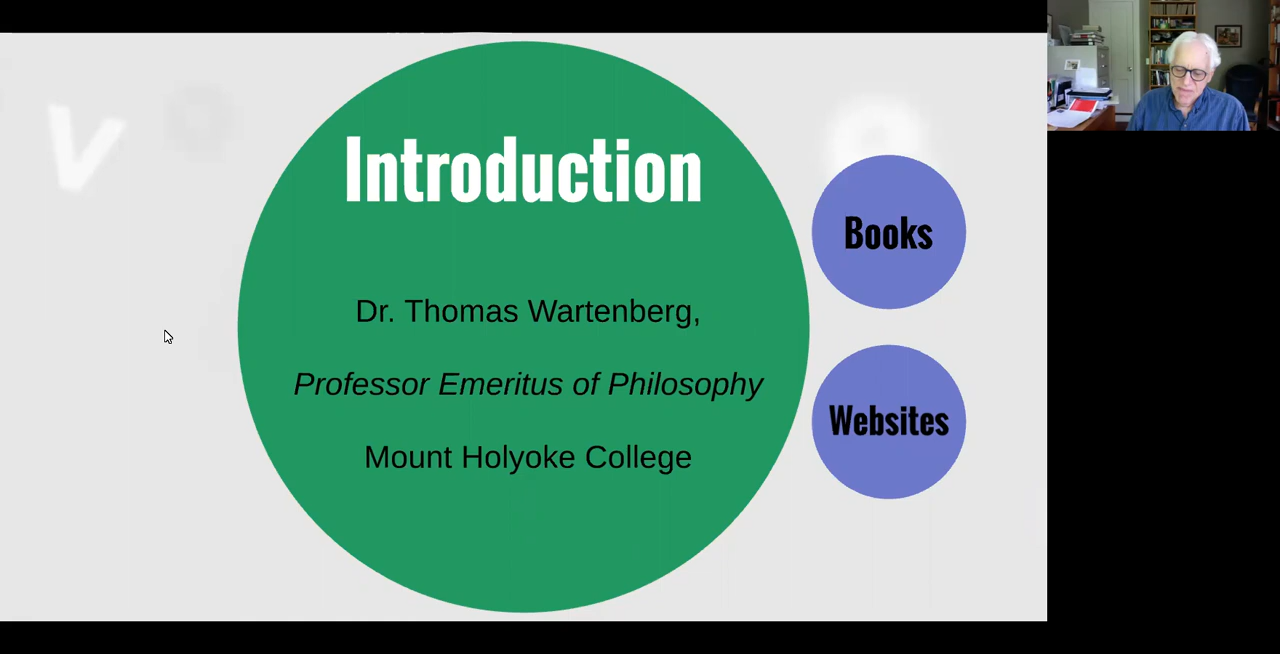 Introduction
Dr. Thomas Wartenberg,
Professor Emeritus of Philosophy
Mount Holyoke College
Books
Websites